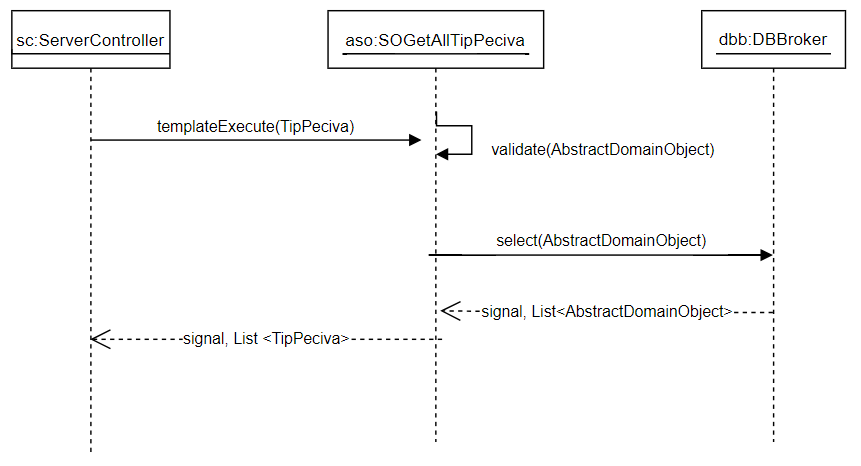 sc:ServerController
aso:SOGetAllTipPeciva
dbb:DBBroker
templateExecute(TipPeciva)
validate(AbstractDomainObject)
select(AbstractDomainObject)
signal, List<AbstractDomainObject>
signal, List <TipPeciva>